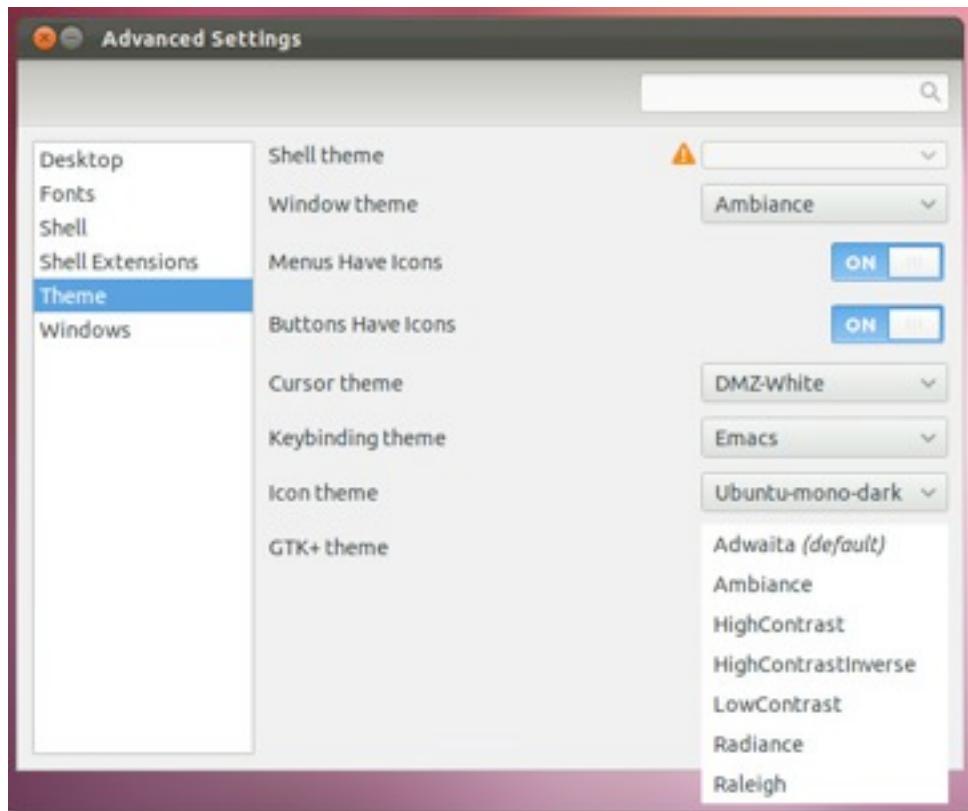 Advanced Settings
Desktop
Fonts
Shell
Shell Extensions
Theme
Windows
Shell theme
Window theme Ambiance
Menus Have Icons ON
Buttons Have Icons ON
Cursor theme DMZ-White
Keybinding theme Emacs
Icon theme Ubuntu-mono-dark
GTK+ theme Adwaita (default)
Ambiance
HighContrast
HighContrastInverse
LowContrast
Radiance
Raleigh